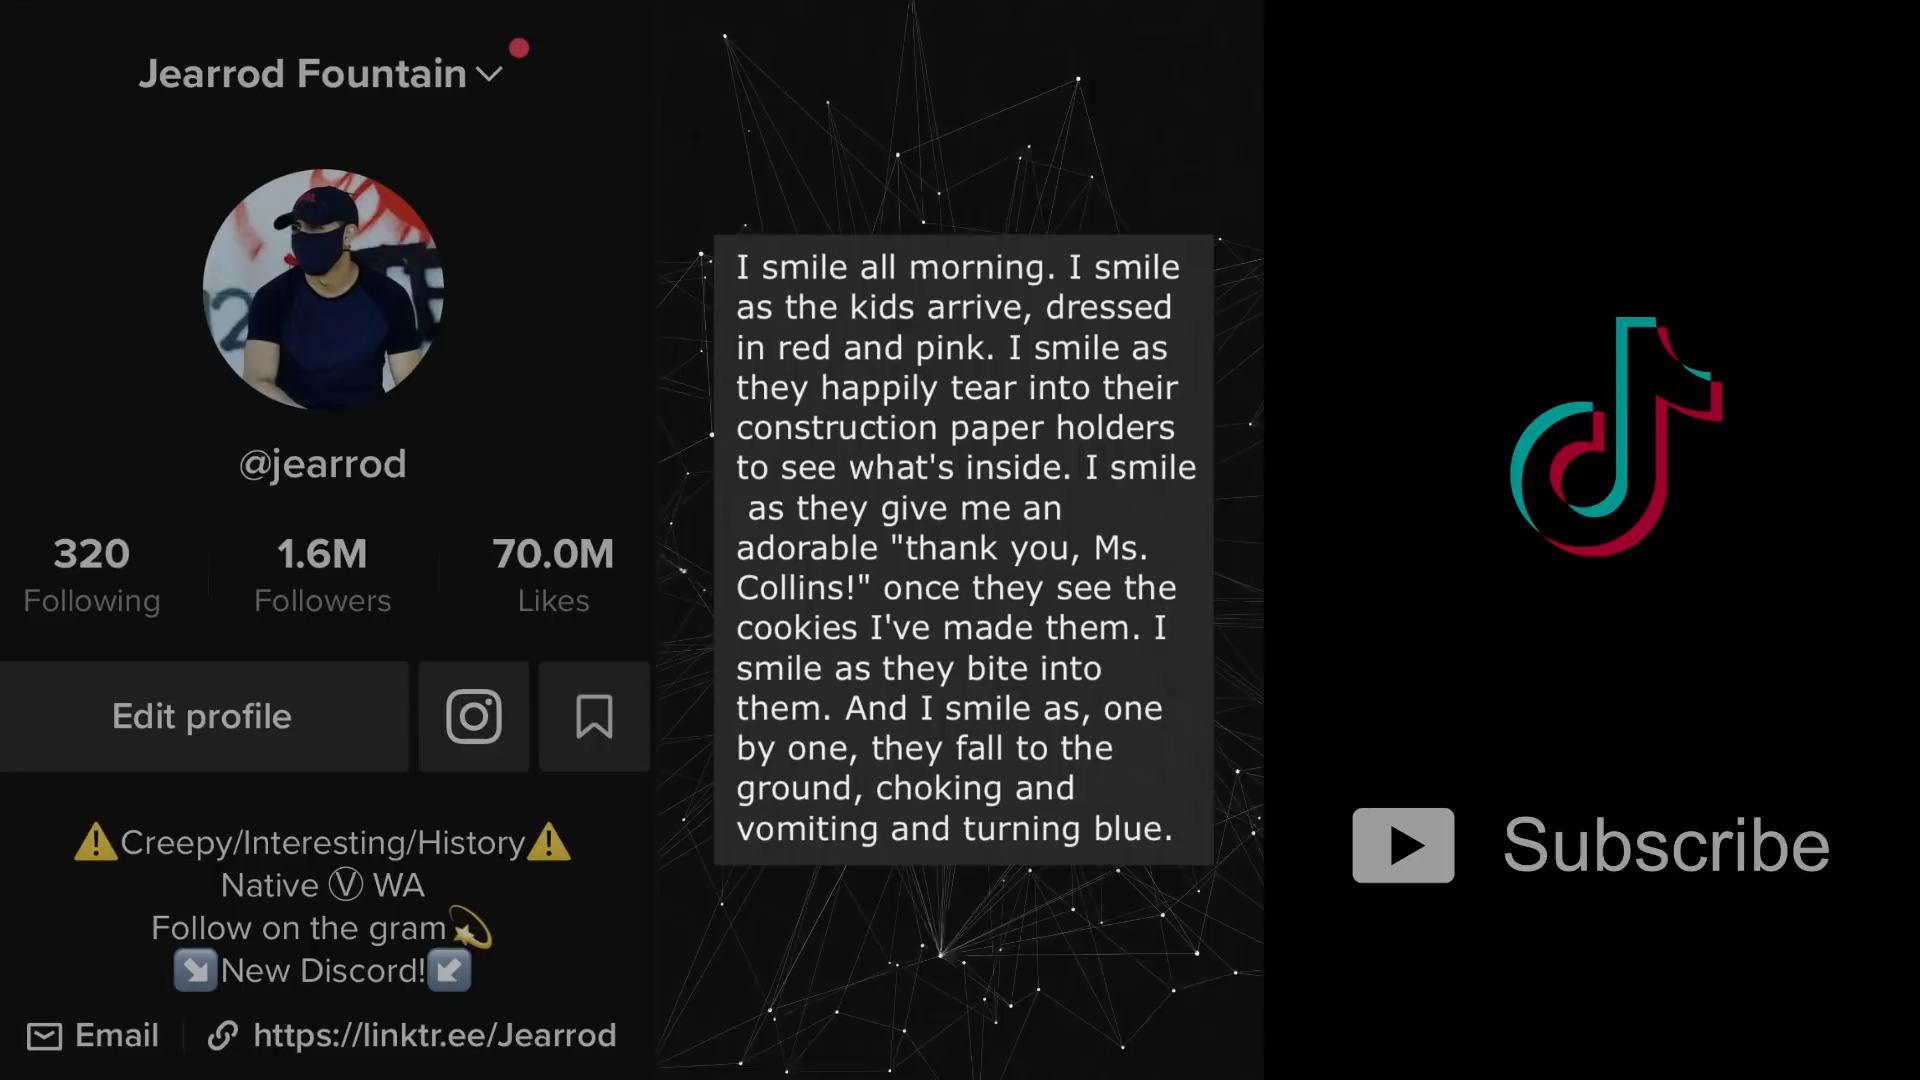 Jearrod Fountain
@jearrod
320
Following
1.6M
Followers
70.0M
Likes
Edit profile
Creepy/Interesting/History
Native Ⓥ WA
Follow on the gram
New Discord!
Email
https://linktr.ee/Jearrod
I smile all morning. I smile
as the kids arrive, dressed
in red and pink. I smile as
they happily tear into their
construction paper holders
to see what's inside. I smile
as they give me an
adorable "thank you, Ms.
Collins!" once they see the
cookies I've made them. I
smile as they bite into
them. And I smile as, one
by one, they fall to the
ground, choking and
vomiting and turning blue.
Subscribe